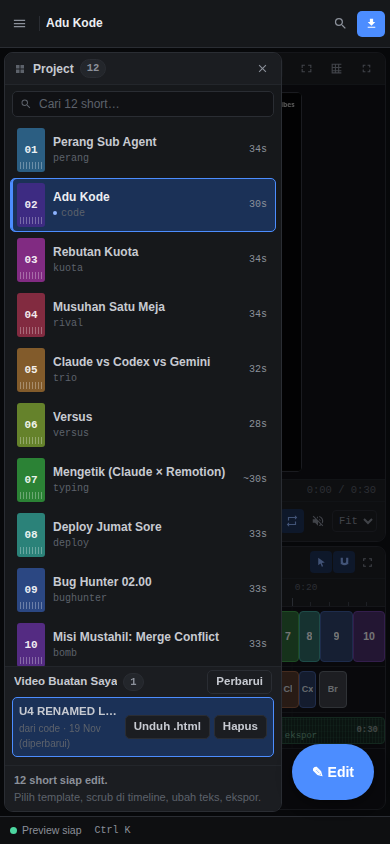 Adu Kode
Project 12
Cari 12 short…
01 Perang Sub Agent 34s
perang
02 Adu Kode 30s
code
03 Rebutan Kuota 34s
kuota
04 Musuhan Satu Meja 34s
rival
05 Claude vs Codex vs Gemini 32s
trio
06 Versus 28s
versus
0:00 / 0:30
07 Mengetik (Claude × Remotion) ~30s
typing
Fit
08 Deploy Jumat Sore 33s
deploy
09 Bug Hunter 02.00 33s
bughunter
0:20
10 Misi Mustahil: Merge Conflict 33s
bomb
7 8 9 10
Video Buatan Saya 1 Perbarui
Cl Cx Br
U4 RENAMED L…
dari code · 19 Nov
(diperbarui)
Unduh .html Hapus
0:30
ekspor
12 short siap edit.
Pilih template, scrub di timeline, ubah teks, ekspor.
✎ Edit
Preview siap Ctrl K